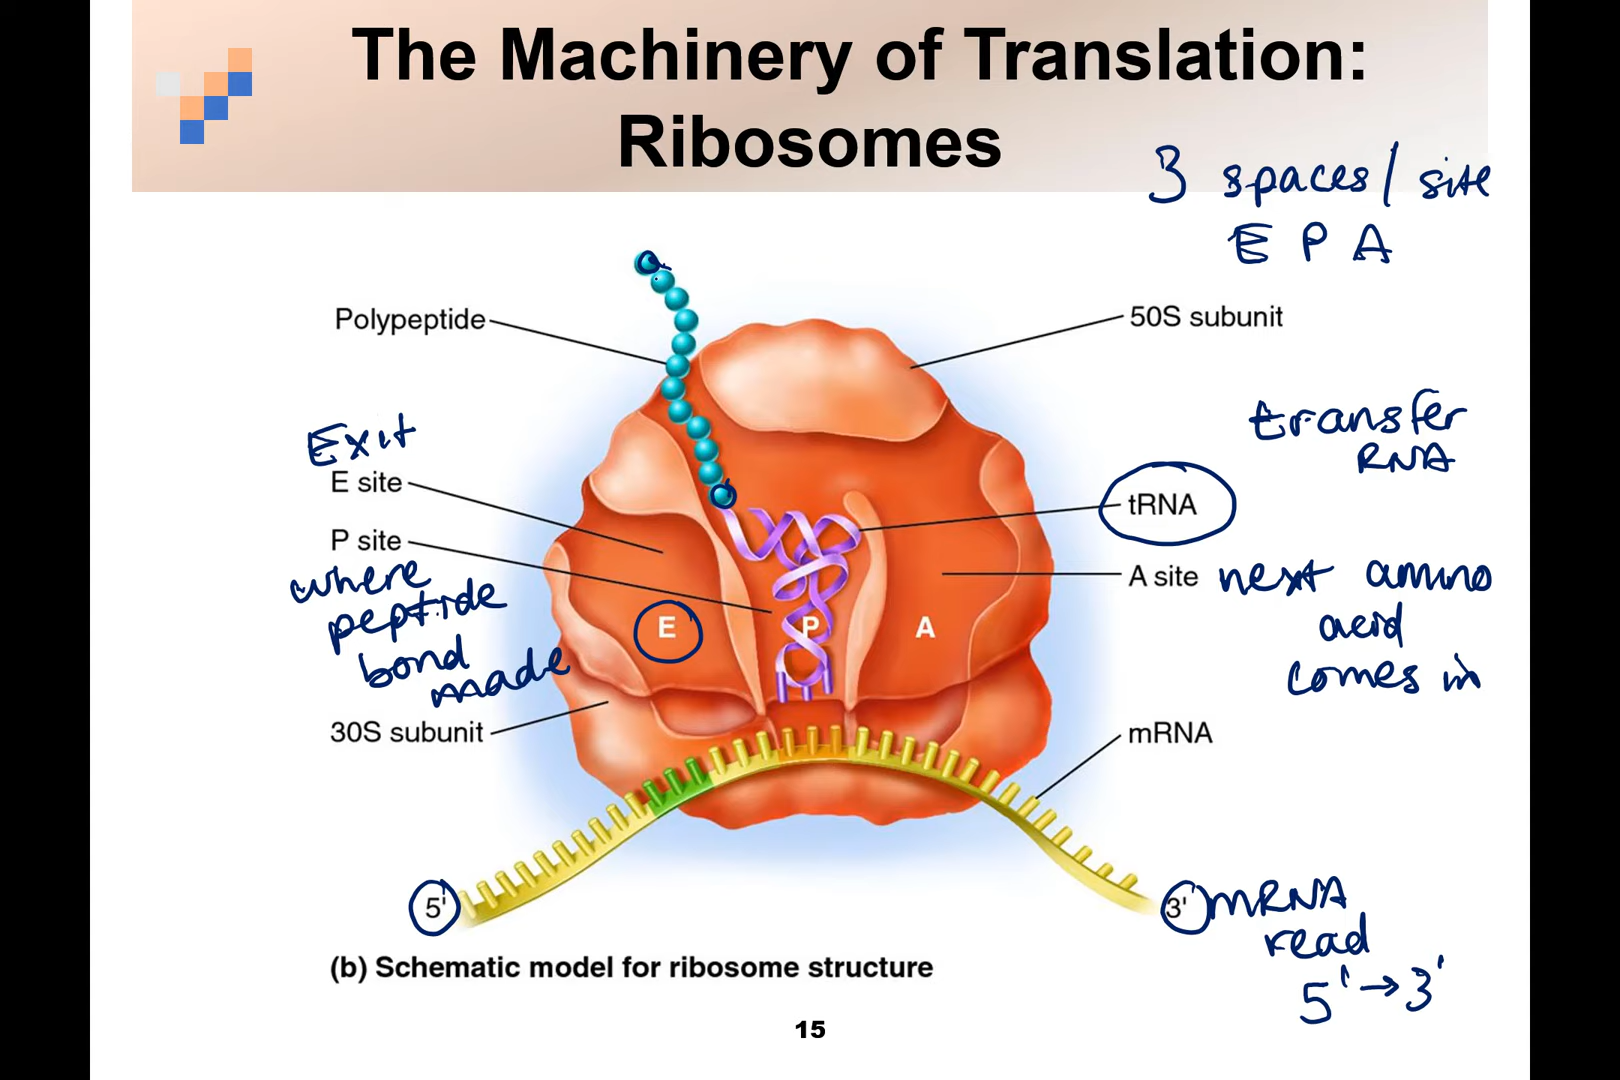 The Machinery of Translation:
Ribosomes
3 spaces/site
E P A
Polypeptide
50S subunit
transfer
RNA
Exit
E site
tRNA
P site
A site
next amino
acid
comes in
where
peptide
bond
made
E
P
A
30S subunit
mRNA
5'
3'
mRNA
read
5' → 3'
(b) Schematic model for ribosome structure
15